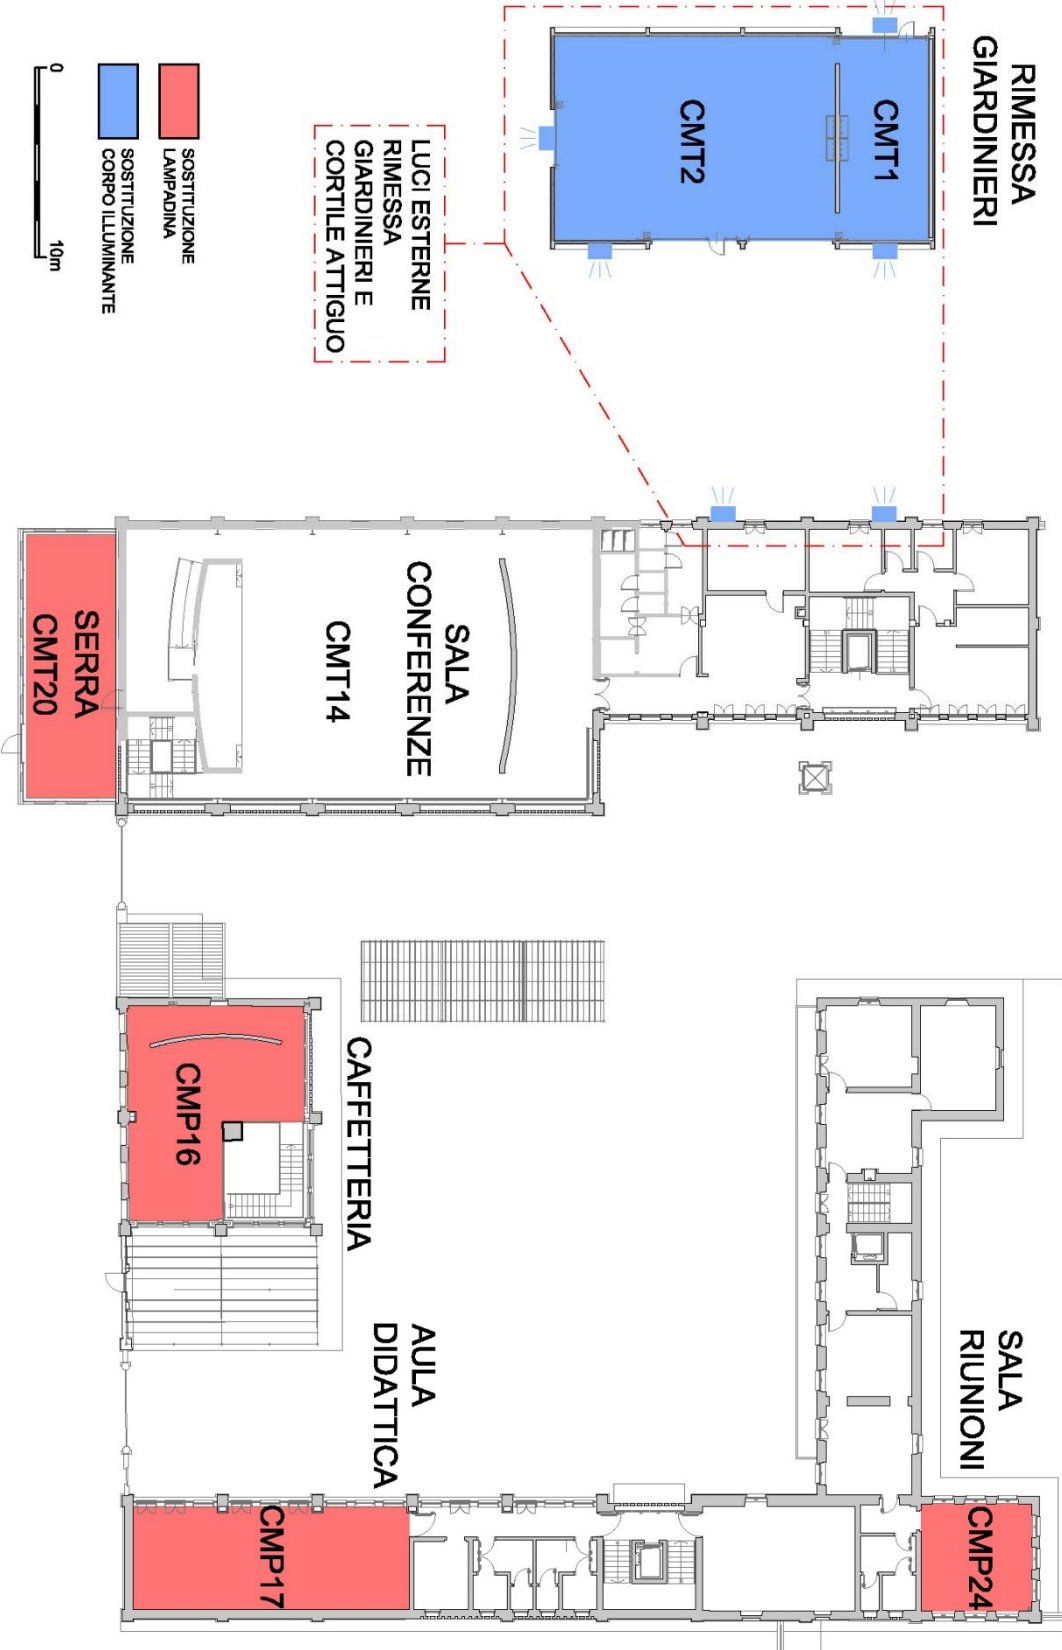 RIMESSA
GIARDINIERI
CMT1
CMT2
LUCI ESTERNE
RIMESSA
GIARDINIERI E
CORTILE ATTIGUO
SOSTITUZIONE
LAMPADINA
SOSTITUZIONE
CORPO ILLUMINANTE
0
10m
SALA
CONFERENZE
CMT14
SERRA
CMT20
CAFFETTERIA
CMP16
SALA
RIUNIONI
CMP24
AULA
DIDATTICA
CMP17